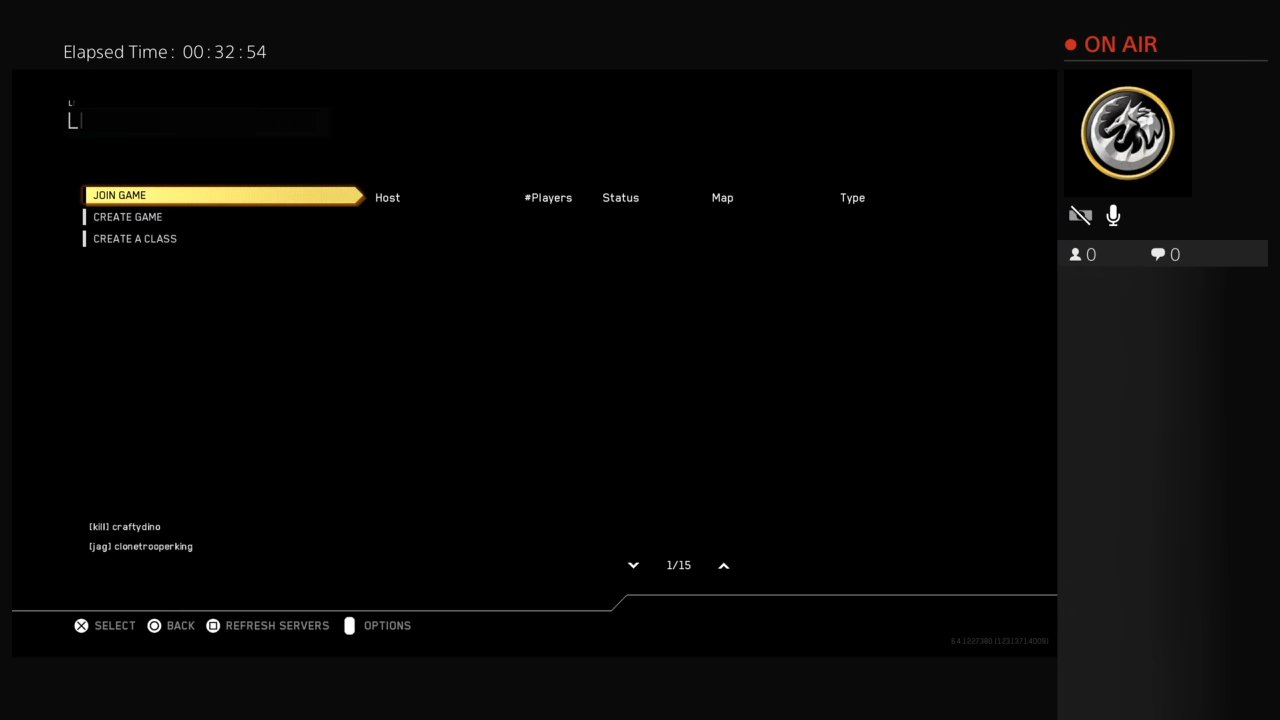 Elapsed Time: 00:32:54
ON AIR
JOIN GAME
Host #Players Status Map Type
CREATE GAME
CREATE A CLASS
0 0
[kill] craftydino
[jag] clonetrooperking
1/15
SELECT BACK REFRESH SERVERS OPTIONS